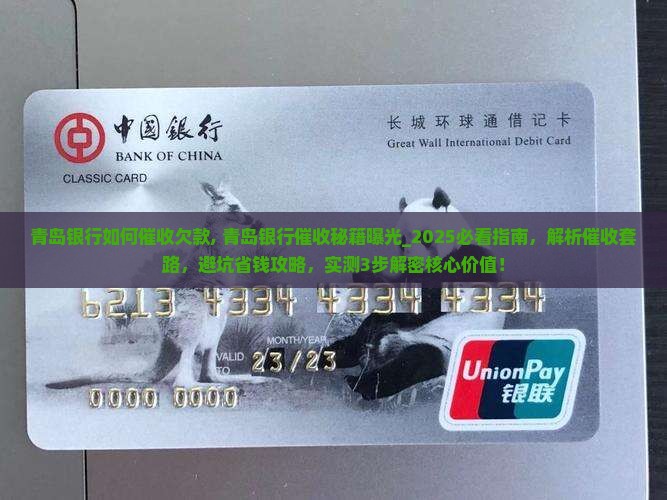 中國銀行
BANK OF CHINA
长城环球通借记卡
Great Wall International Debit Card
CLASSIC CARD
青岛银行如何催收欠款, 青岛银行催收秘籍曝光_2025必看指南，解析催收套
路，避坑省钱攻略，实测3步解密核心价值！
6213 4334 4334 4334
MONTH/YEAR
VALID
TO
23/23
0000 0000
UnionPay
银联